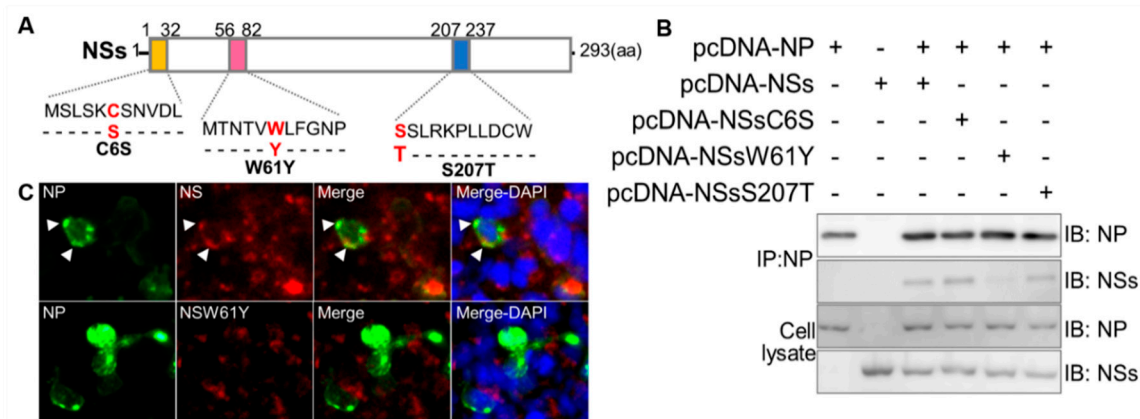 A
1 32 56 82 207 237
NSs 1 293(aa)
MSLSKCSNVDL
S
C6S
MTNTVWLFGNP
Y
W61Y
SSLRKPLLDCW
T
S207T
B
pcDNA-NP + - + + + +
pcDNA-NSs - + + - - -
pcDNA-NSsC6S - - - + - -
pcDNA-NSsW61Y - - - - + -
pcDNA-NSsS207T - - - - - +
IP:NP
IB: NP
IB: NSs
Cell
lysate
IB: NP
IB: NSs
C
NP NS Merge Merge-DAPI
NP NSW61Y Merge Merge-DAPI